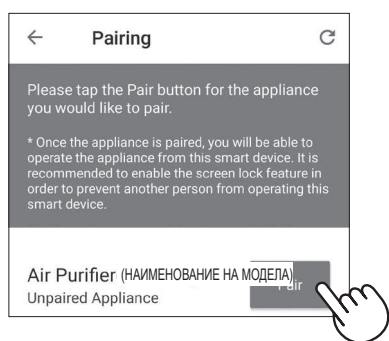 ← Pairing
Please tap the Pair button for the appliance
you would like to pair.
* Once the appliance is paired, you will be able to
operate the appliance from this smart device. It is
recommended to enable the screen lock feature in
order to prevent another person from operating this
smart device.
Air Purifier (НАИМЕНОВАНИЕ НА МОДЕЛА) Pair
Unpaired Appliance